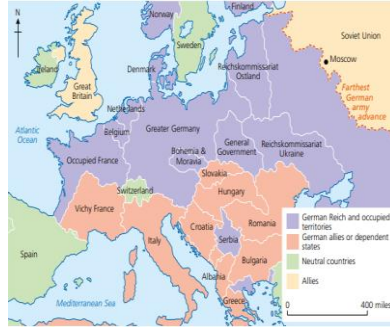 N
Norway
Finland
Sweden
Soviet Union
Moscow
Reichskommissariat
Ostland
Denmark
Ireland
Great
Britain
Farthest
German
army
advance
Netherlands
Atlantic
Ocean
Belgium
Greater Germany
General
Government
Reichskommissariat
Ukraine
Occupied France
Bohemia &
Moravia
Slovakia
Switzerland
Hungary
Vichy France
Croatia
Romania
Italy
Serbia
Spain
Bulgaria
Albania
Greece
Mediterranean Sea
German Reich and occupied
territories
German allies or dependent
states
Neutral countries
Allies
0 400 miles